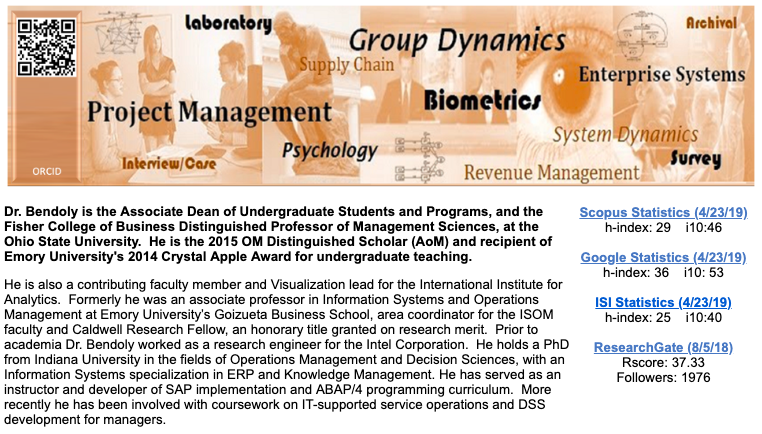 Laboratory
Archival
Group Dynamics
Supply Chain
Enterprise Systems
Biometrics
Project Management
System Dynamics
Psychology
Survey
Interview/Case
Revenue Management
ORCID
Dr. Bendoly is the Associate Dean of Undergraduate Students and Programs, and the
Fisher College of Business Distinguished Professor of Management Sciences, at the
Ohio State University.  He is the 2015 OM Distinguished Scholar (AoM) and recipient of
Emory University's 2014 Crystal Apple Award for undergraduate teaching.
He is also a contributing faculty member and Visualization lead for the International Institute for
Analytics.  Formerly he was an associate professor in Information Systems and Operations
Management at Emory University's Goizueta Business School, area coordinator for the ISOM
faculty and Caldwell Research Fellow, an honorary title granted on research merit.  Prior to
academia Dr. Bendoly worked as a research engineer for the Intel Corporation.  He holds a PhD
from Indiana University in the fields of Operations Management and Decision Sciences, with an
Information Systems specialization in ERP and Knowledge Management. He has served as an
instructor and developer of SAP implementation and ABAP/4 programming curriculum.  More
recently he has been involved with coursework on IT-supported service operations and DSS
development for managers.
Scopus Statistics (4/23/19)
h-index: 29    i10:46
Google Statistics (4/23/19)
h-index: 36    i10: 53
ISI Statistics (4/23/19)
h-index: 25    i10:40
ResearchGate (8/5/18)
Rscore: 37.33
Followers: 1976